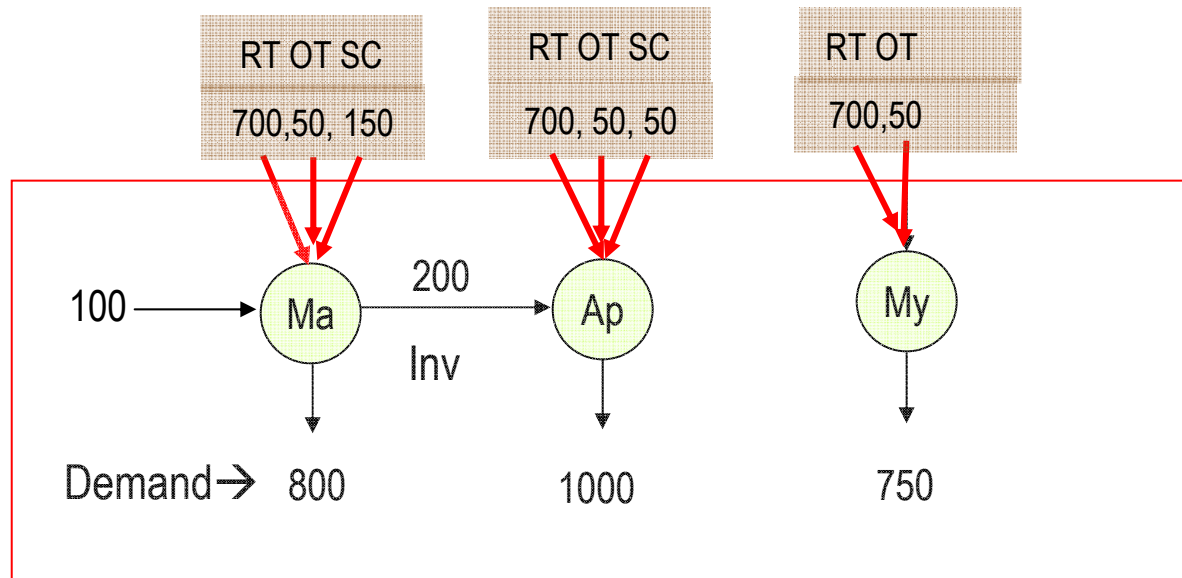 RT OT SC
700,50, 150
RT OT SC
700, 50, 50
RT OT
700,50
100
Ma
200
Inv
Ap
My
Demand→ 800 1000 750